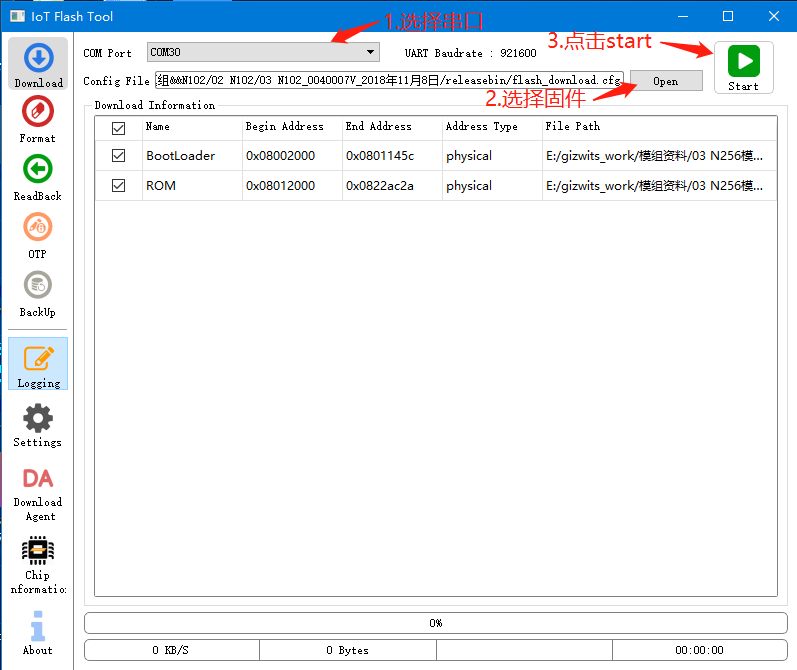 IoT Flash Tool
1.选择串口
COM Port
COM30
UART Baudrate : 921600
3.点击start
Download
Config File
组&&N102/02 N102/03 N102_0040007V_2018年11月8日/releasebin/flash_download.cfg
Open
Start
2.选择固件
Download Information
Name
Begin Address
End Address
Address Type
File Path
BootLoader
0x08002000
0x0801145c
physical
E:/gizwits_work/模组资料/03 N256模...
ROM
0x08012000
0x0822ac2a
physical
E:/gizwits_work/模组资料/03 N256模...
Format
ReadBack
OTP
BackUp
Logging
Settings
DA
Download
Agent
Chip
nformatio
About
0%
0 KB/S
0 Bytes
00:00:00